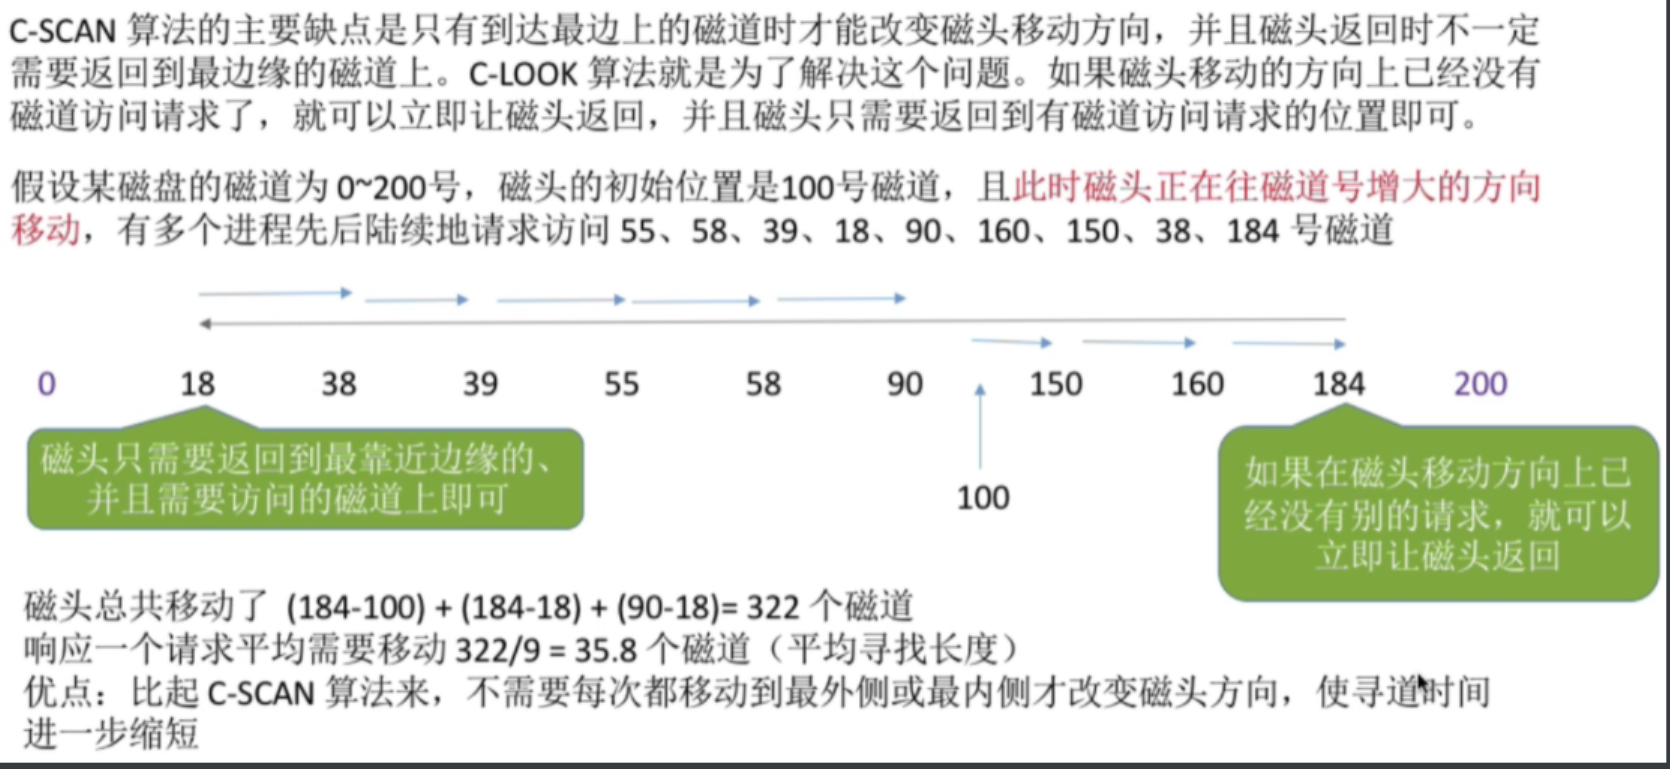 C-SCAN 算法的主要缺点是只有到达最边上的磁道时才能改变磁头移动方向，并且磁头返回时不一定
需要返回到最边缘的磁道上。C-LOOK 算法就是为了解决这个问题。如果磁头移动的方向上已经没有
磁道访问请求了，就可以立即让磁头返回，并且磁头只需要返回到有磁道访问请求的位置即可。
假设某磁盘的磁道为 0~200号，磁头的初始位置是100号磁道，且此时磁头正在往磁道号增大的方向
移动，有多个进程先后陆续地请求访问 55、58、39、18、90、160、150、38、184 号磁道
0 18 38 39 55 58 90 150 160 184 200
磁头只需要返回到最靠近边缘的、
并且需要访问的磁道上即可
100
如果在磁头移动方向上已
经没有别的请求，就可以
立即让磁头返回
磁头总共移动了 (184-100) + (184-18) + (90-18)= 322 个磁道
响应一个请求平均需要移动 322/9 = 35.8 个磁道（平均寻找长度）
优点：比起 C-SCAN 算法来，不需要每次都移动到最外侧或最内侧才改变磁头方向，使寻道时间
进一步缩短